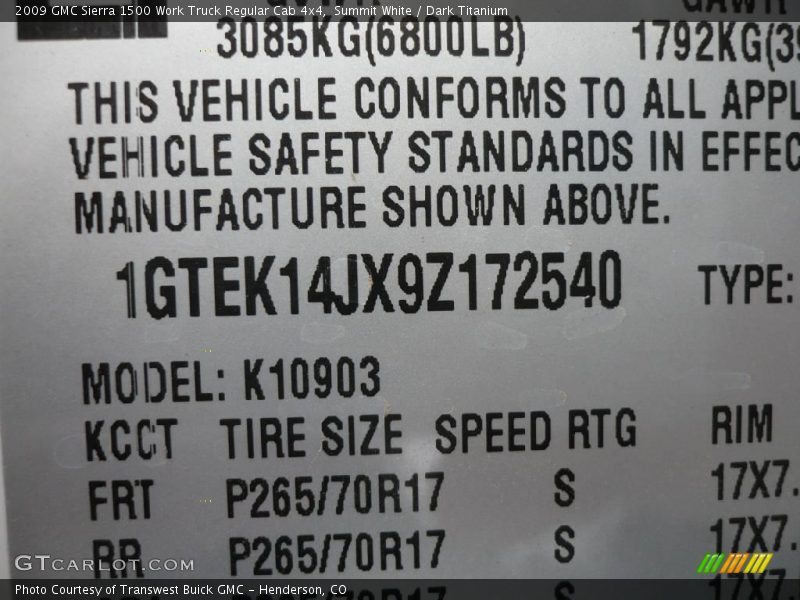 2009 GMC Sierra 1500 Work Truck Regular Cab 4x4, Summit White / Dark Titanium
3085KG(6800LB) 1792KG(
THIS VEHICLE CONFORMS TO ALL APPL
VEHICLE SAFETY STANDARDS IN EFFEC
MANUFACTURE SHOWN ABOVE.
1GTEK14JX9Z172540 TYPE:
MODEL: K10903
KCCT TIRE SIZE SPEED RTG RIM
FRT P265/70R17 S 17X7.
RR P265/70R17 S 17X7.
GTCARLOT.COM
Photo Courtesy of Transwest Buick GMC - Henderson, CO